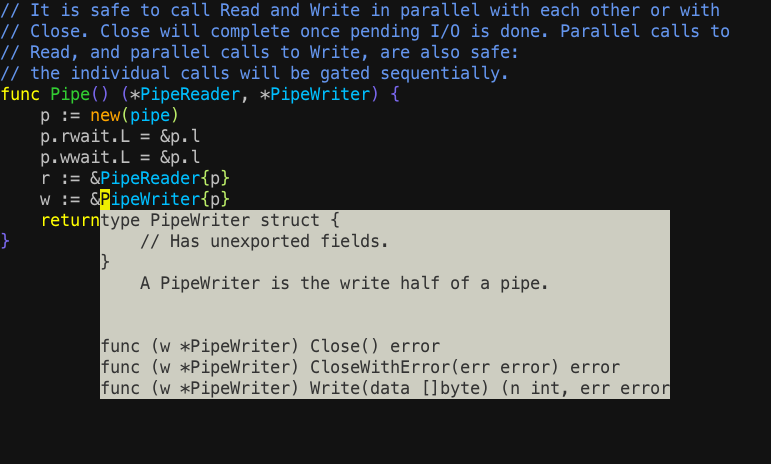 // It is safe to call Read and Write in parallel with each other or with
// Close. Close will complete once pending I/O is done. Parallel calls to
// Read, and parallel calls to Write, are also safe:
// the individual calls will be gated sequentially.
func Pipe() (*PipeReader, *PipeWriter) {
    p := new(pipe)
    p.rwait.L = &p.l
    p.wwait.L = &p.l
    r := &PipeReader{p}
    w := &PipeWriter{p}
    returntype PipeWriter struct {
}             // Has unexported fields.
          }
              A PipeWriter is the write half of a pipe.
          func (w *PipeWriter) Close() error
          func (w *PipeWriter) CloseWithError(err error) error
          func (w *PipeWriter) Write(data []byte) (n int, err error